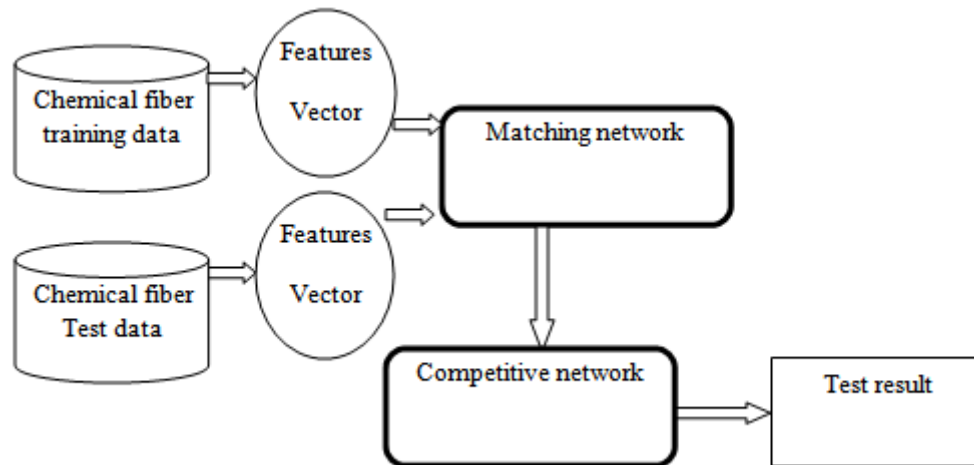 Features
Vector
Chemical fiber
training data
Matching network
Features
Vector
Chemical fiber
Test data
Competitive network
Test result